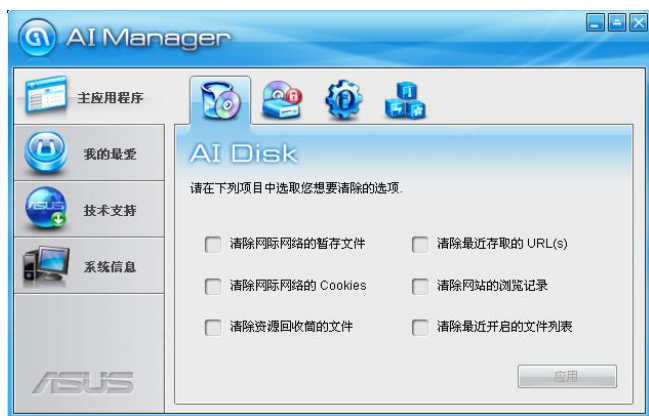 AI Manager
主应用程序
我的最爱
技术支持
系统信息
ASUS
AI Disk
请在下列项目中选取您想要清除的选项.
清除网际网络的暂存文件
清除最近存取的 URL(s)
清除网际网络的 Cookies
清除网站的浏览记录
清除资源回收筒的文件
清除最近开启的文件列表
应用
/ISUS